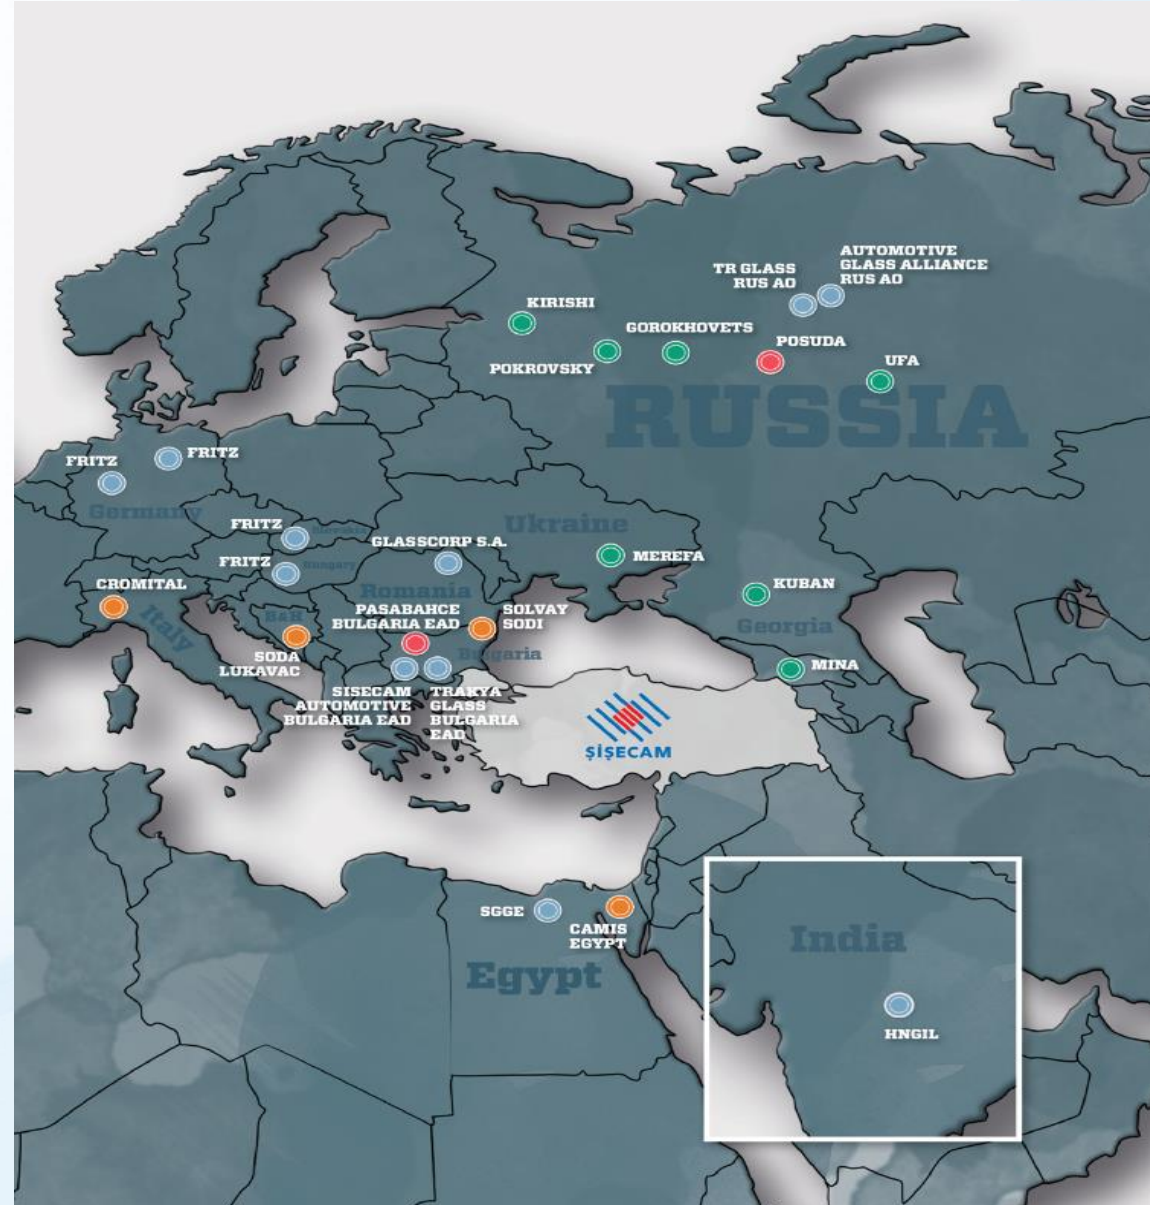 AUTOMOTIVE
GLASS ALLIANCE
RUS AO
TR GLASS
RUS AO
KIRISHI
GOROKHOVETS
POSUDA
POKROVSKY
UFA
RUSSIA
FRITZ
FRITZ
Germany
FRITZ
Slovakia
Ukraine
GLASSCORP S.A.
MEREFA
FRITZ
Hungary
CROMITAL
Romania
KUBAN
Italy
B&H
PASABAHCE
BULGARIA EAD
SOLVAY
SODI
Georgia
SODA
LUKAVAC
Bulgaria
MINA
SISECAM
AUTOMOTIVE
BULGARIA EAD
TRAKYA
GLASS
BULGARIA
EAD
ŞİŞECAM
SGGE
CAMIS
EGYPT
Egypt
India
HNGIL